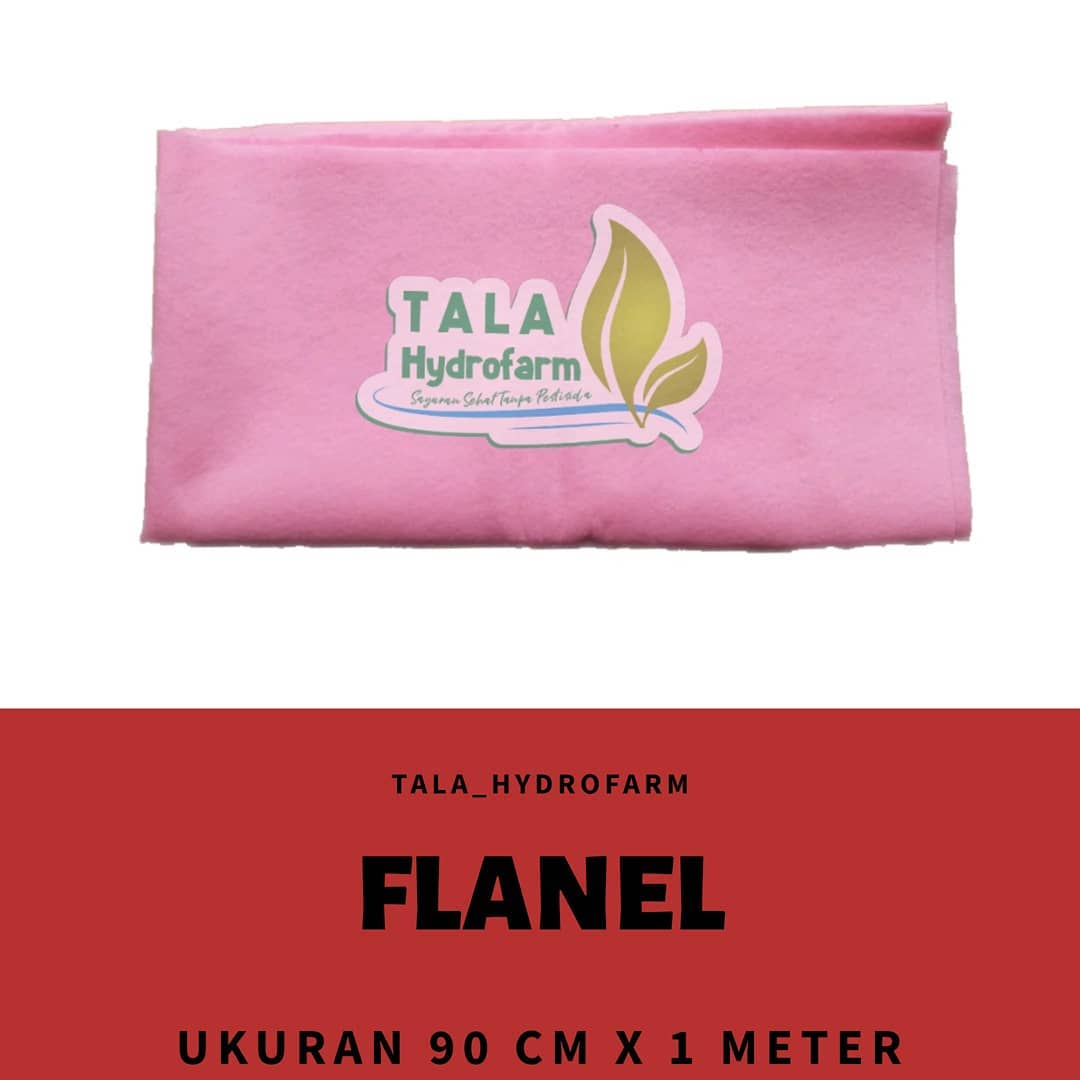 TALA
Hydrofarm
Sayuran Sehat Tanpa Pestisida
TALA_HYDROFARM
FLANEL
UKURAN 90 CM X 1 METER